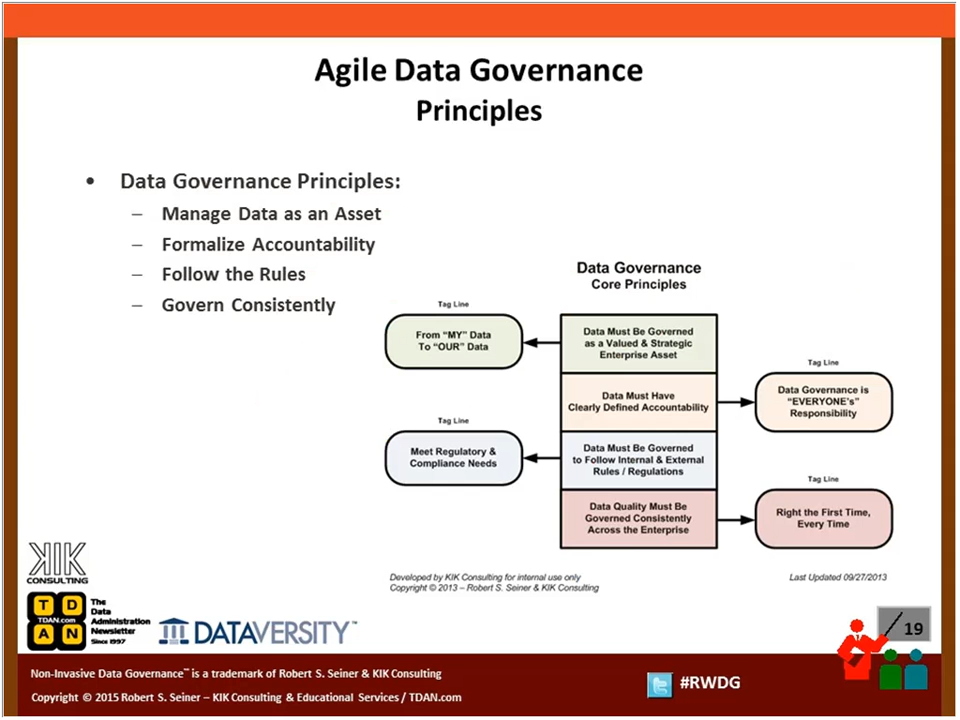 Agile Data Governance
Principles
• Data Governance Principles:
– Manage Data as an Asset
– Formalize Accountability
– Follow the Rules
– Govern Consistently
Data Governance
Core Principles
Tag Line
From “MY” Data
To “OUR” Data
Data Must Be Governed
as a Valued & Strategic
Enterprise Asset
Tag Line
Data Must Have
Clearly Defined Accountability
Data Governance is
“EVERYONE’s”
Responsibility
Tag Line
Meet Regulatory &
Compliance Needs
Data Must Be Governed
to Follow Internal & External
Rules / Regulations
Tag Line
Data Quality Must Be
Governed Consistently
Across the Enterprise
Right the First Time,
Every Time
Developed by KIK Consulting for internal use only
Copyright © 2013 – Robert S. Seiner & KIK Consulting
Last Updated 09/27/2013
KIK
CONSULTING
T D
TDAN.com
A N
The
Data
Administration
Newsletter
Since 1997
DATAVERSITY™
19
Non-Invasive Data Governance™ is a trademark of Robert S. Seiner & KIK Consulting
Copyright © 2015 Robert S. Seiner – KIK Consulting & Educational Services / TDAN.com
#RWDG